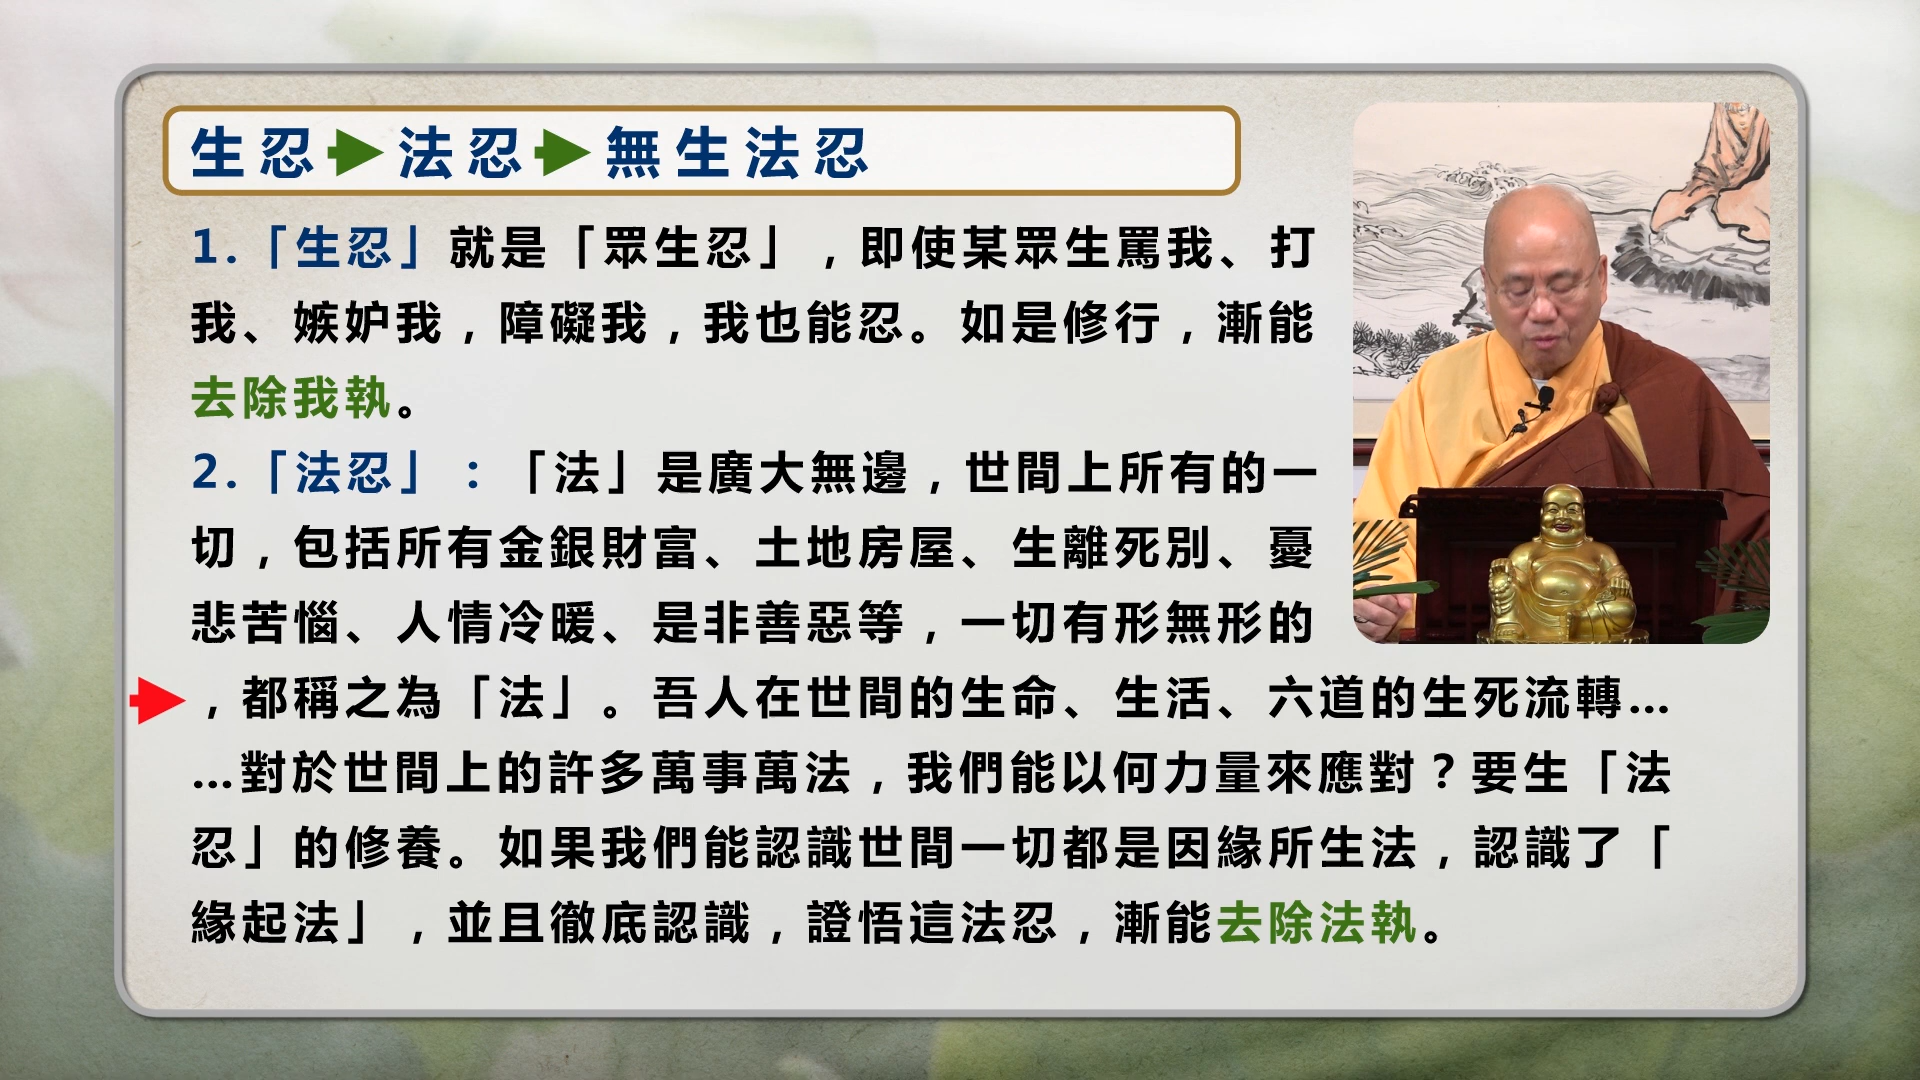 生忍▶法忍▶無生法忍
1.「生忍」就是「眾生忍」，即使某眾生罵我、打
我、嫉妒我，障礙我，我也能忍。如是修行，漸能
去除我執。
2.「法忍」：「法」是廣大無邊，世間上所有的一
切，包括所有金銀財富、土地房屋、生離死別、憂
悲苦惱、人情冷暖、是非善惡等，一切有形無形的
，都稱之為「法」。吾人在世間的生命、生活、六道的生死流轉…
…對於世間上的許多萬事萬法，我們能以何力量來應對？要生「法
忍」的修養。如果我們能認識世間一切都是因緣所生法，認識了「
緣起法」，並且徹底認識，證悟這法忍，漸能去除法執。